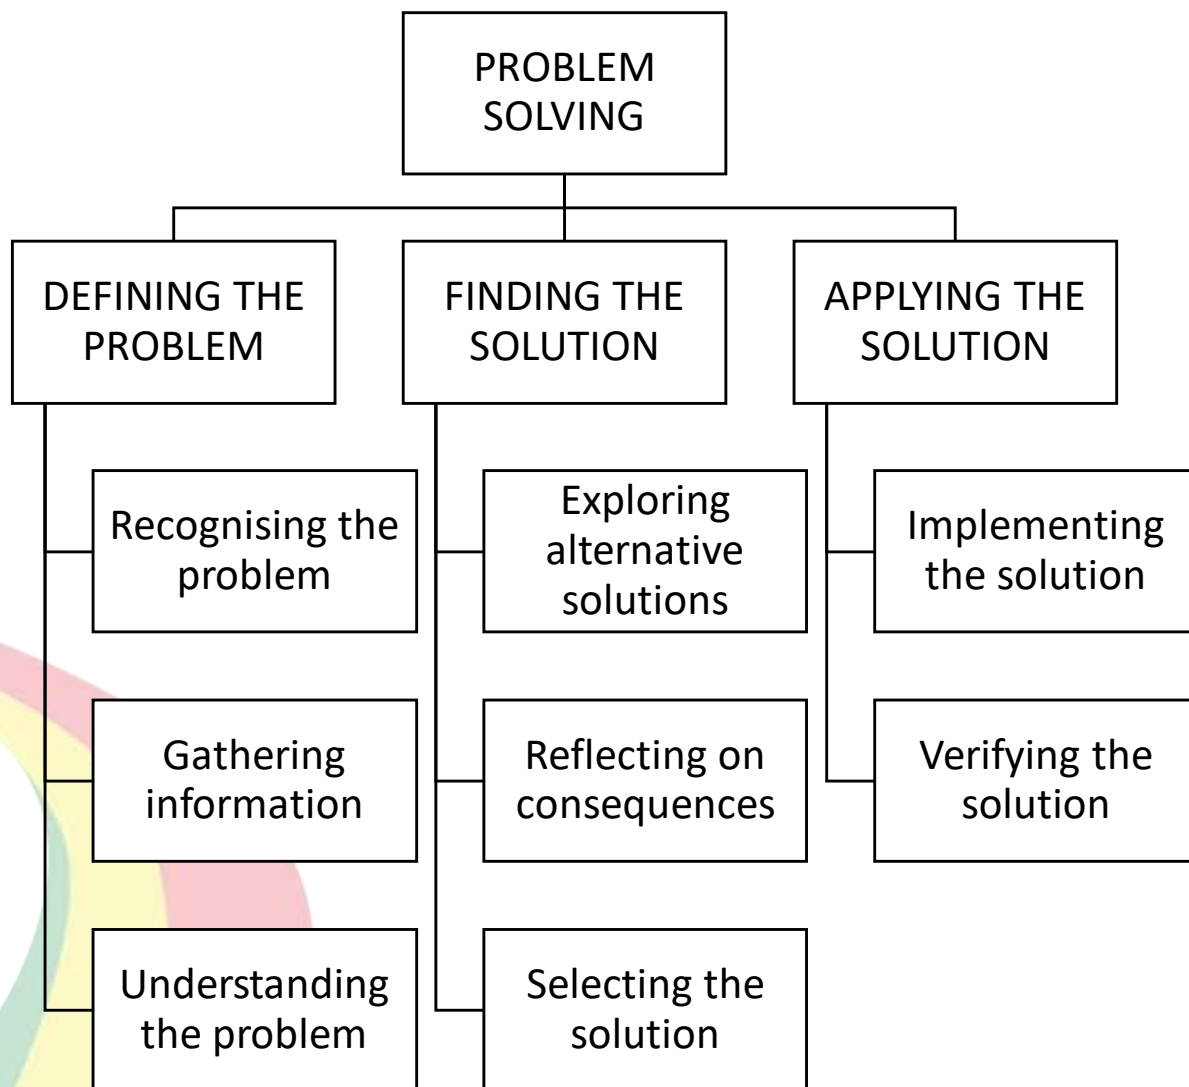 PROBLEM
SOLVING
DEFINING THE
PROBLEM
Recognising the
problem
Gathering
information
Understanding
the problem
FINDING THE
SOLUTION
Exploring
alternative
solutions
Reflecting on
consequences
Selecting the
solution
APPLYING THE
SOLUTION
Implementing
the solution
Verifying the
solution